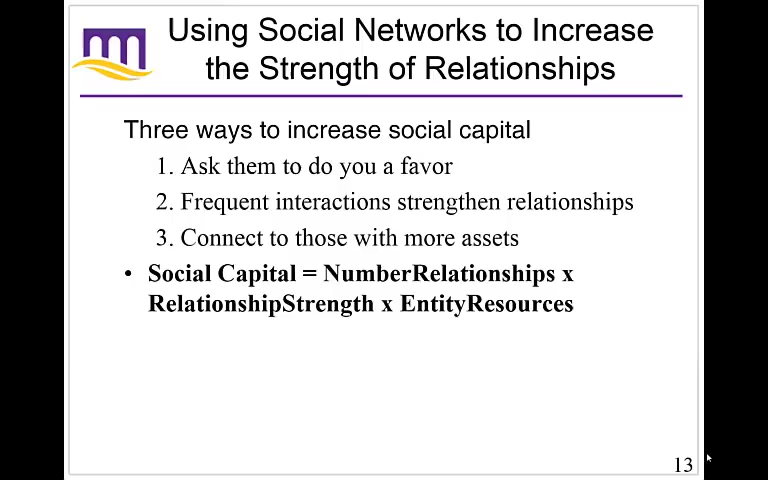 Using Social Networks to Increase
the Strength of Relationships
Three ways to increase social capital
1. Ask them to do you a favor
2. Frequent interactions strengthen relationships
3. Connect to those with more assets
• Social Capital = NumberRelationships x
RelationshipStrength x EntityResources
13